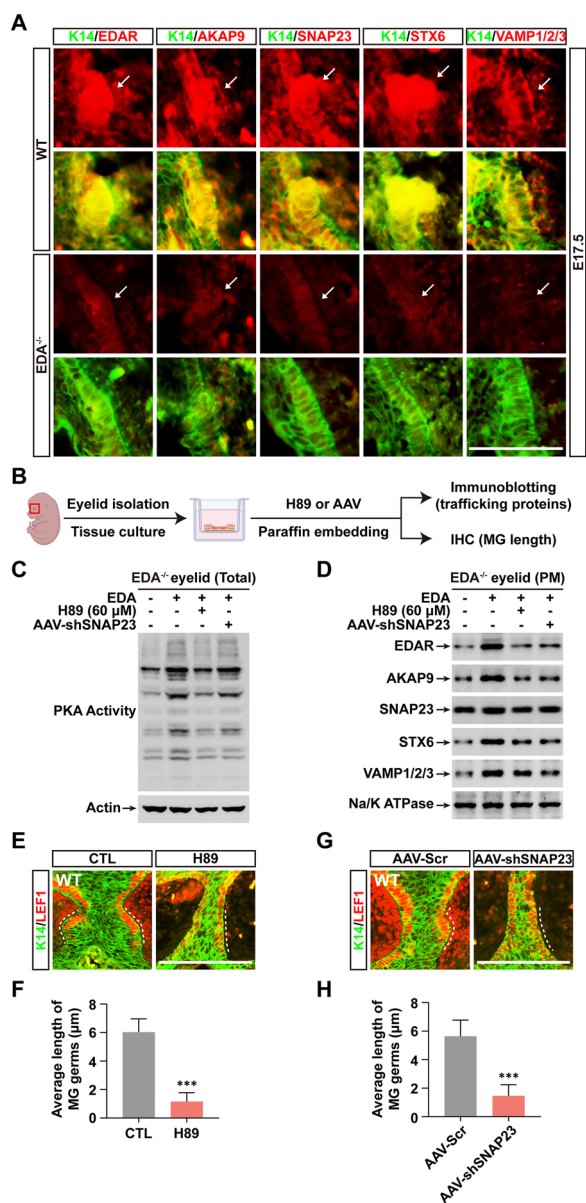 A
K14/EDAR K14/AKAP9 K14/SNAP23 K14/STX6 K14/VAMP1/2/3
WT
EDA-/-
E17.5
B
Eyelid isolation
Tissue culture
H89 or AAV
Paraffin embedding
Immunoblotting
(trafficking proteins)
IHC (MG length)
C
EDA-/- eyelid (Total)
EDA - + + +
H89 (60 µM) - - + -
AAV-shSNAP23 - - - +
PKA Activity
Actin
D
EDA-/- eyelid (PM)
EDA - + + +
H89 (60 µM) - - + -
AAV-shSNAP23 - - - +
EDAR
AKAP9
SNAP23
STX6
VAMP1/2/3
Na/K ATPase
E
CTL H89
K14/LEF1
WT
G
AAV-Scr AAV-shSNAP23
K14/LEF1
WT
F
Average length of
MG germs (µm)
8
6
4
2
0
***
CTL H89
H
Average length of
MG germs (µm)
8
6
4
2
0
***
AAV-Scr
AAV-shSNAP23